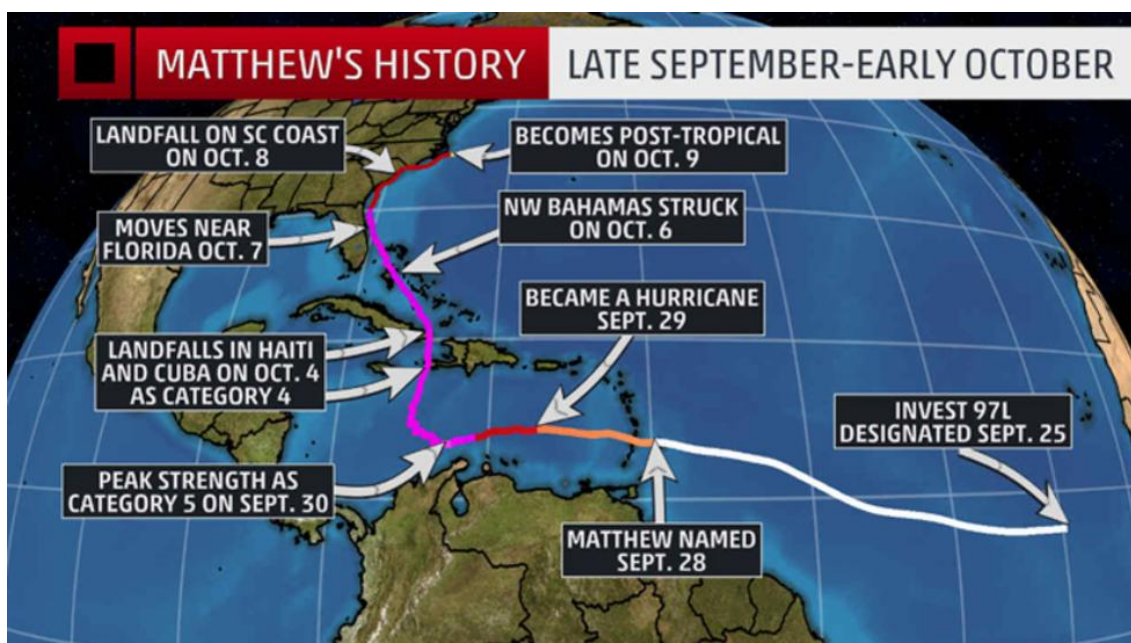 MATTHEW'S HISTORY
LATE SEPTEMBER-EARLY OCTOBER
LANDFALL ON SC COAST
ON OCT. 8
BECOMES POST-TROPICAL
ON OCT. 9
MOVES NEAR
FLORIDA OCT. 7
NW BAHAMAS STRUCK
ON OCT. 6
BECAME A HURRICANE
SEPT. 29
LANDFALLS IN HAITI
AND CUBA ON OCT. 4
AS CATEGORY 4
INVEST 97L
DESIGNATED SEPT. 25
PEAK STRENGTH AS
CATEGORY 5 ON SEPT. 30
MATTHEW NAMED
SEPT. 28